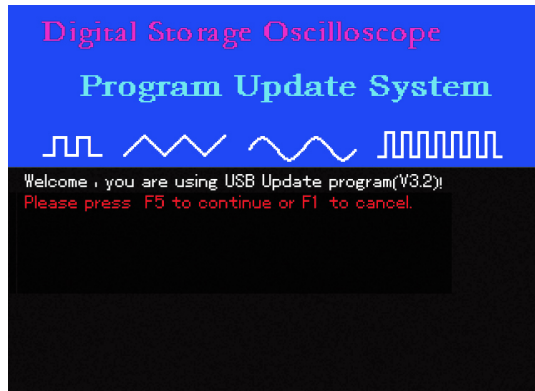 Digital Storage Oscilloscope
Program Update System
Welcome , you are using USB Update program(V3.2)!
Please press F5 to continue or F1 to cancel.